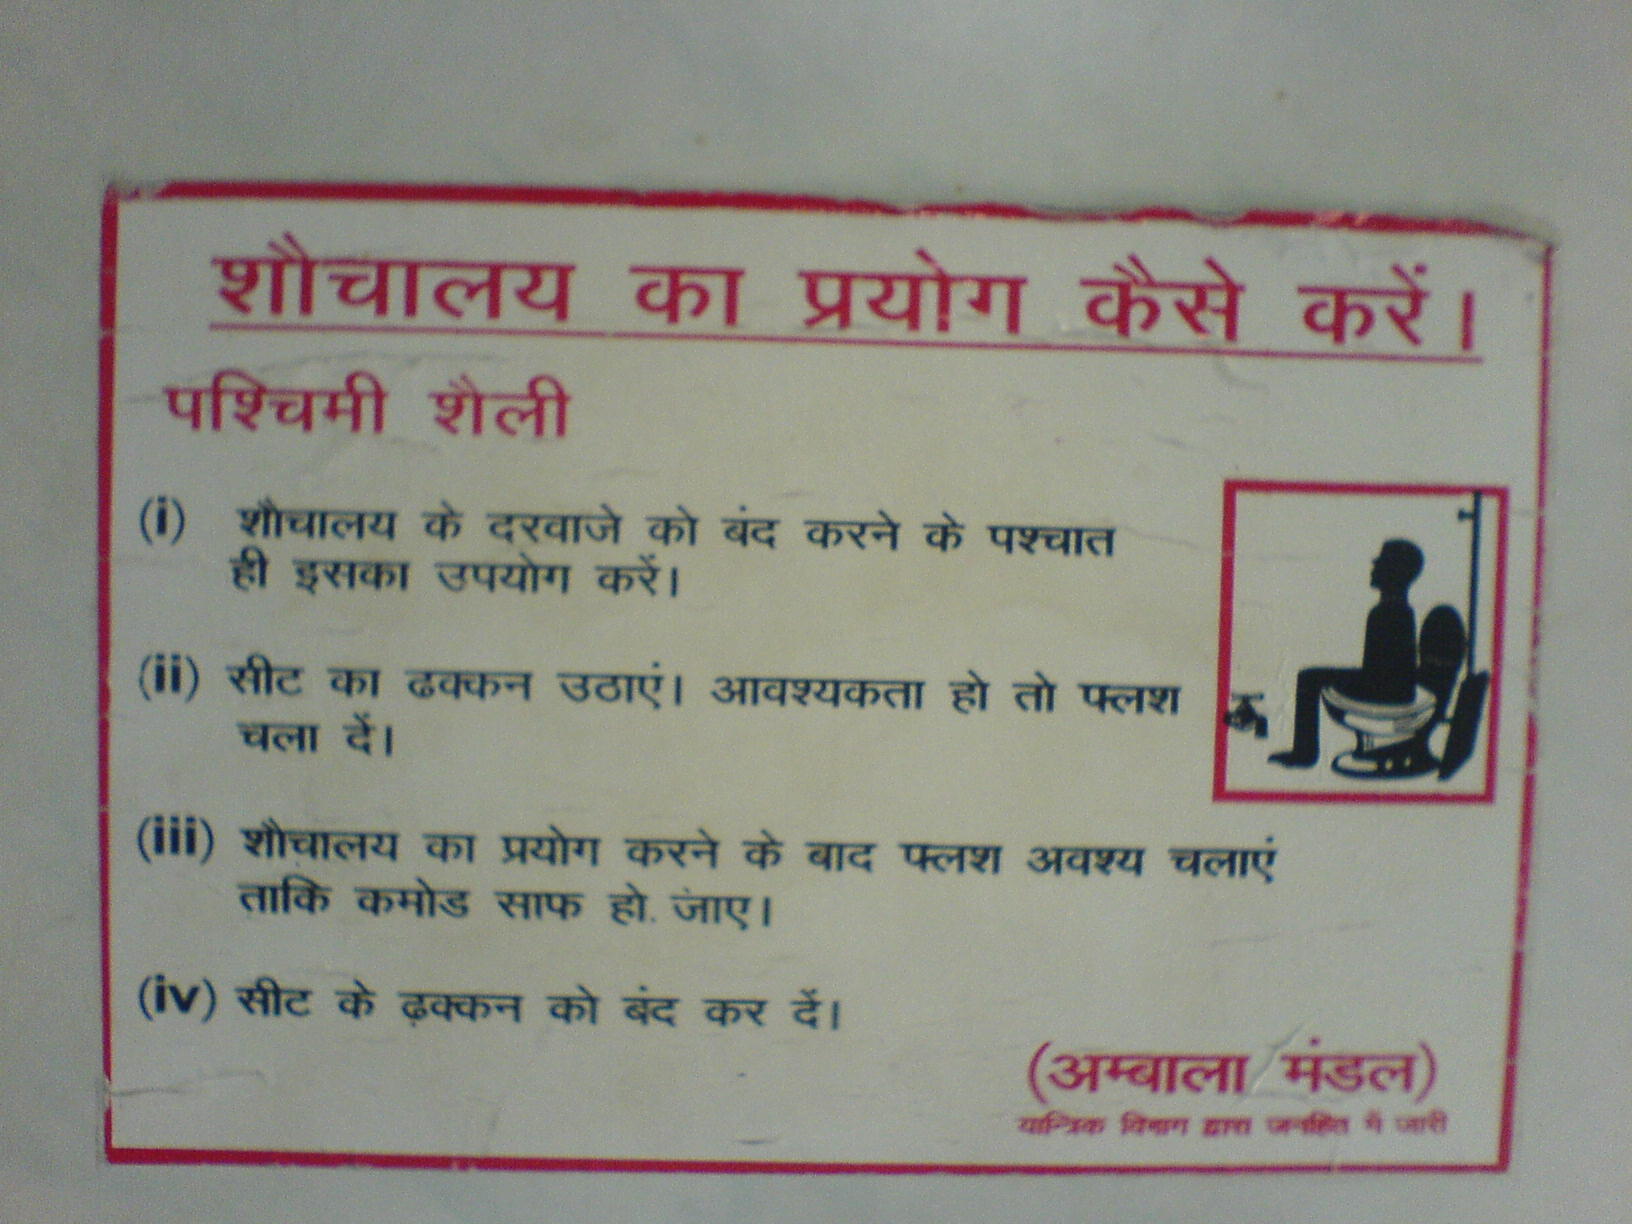 शौचालय का प्रयोग कैसे करें।
पश्चिमी शैली
(i) शौचालय के दरवाजे को बंद करने के पश्चात
ही इसका उपयोग करें।
(ii) सीट का ढक्कन उठाएं। आवश्यकता हो तो फ्लश
चला दें।
(iii) शौचालय का प्रयोग करने के बाद फ्लश अवश्य चलाएं
ताकि कमोड साफ हो जाए।
(iv) सीट के ढ़क्कन को बंद कर दें।
(अम्बाला मंडल)
यान्त्रिक विभाग द्वारा जनहित में जारी